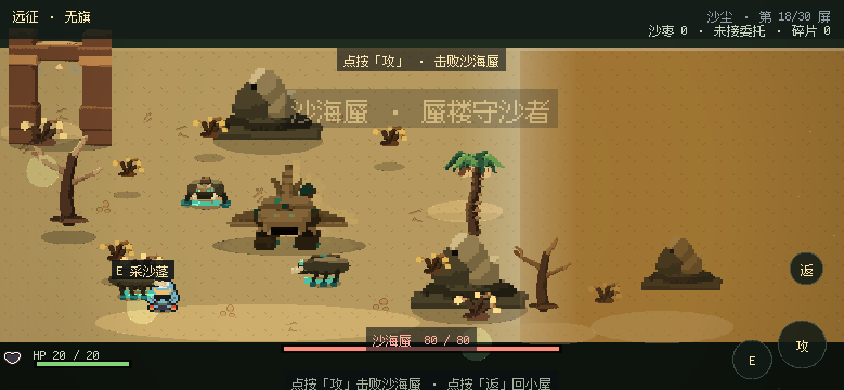 远征 · 无旗
沙尘 · 第 18/30 屏
沙枣 0 · 未接委托 · 碎片 0
点按「攻」 · 击败沙海蜃
沙海蜃 · 蜃楼守沙者
E 采沙蓬
返
沙海蜃 80 / 80
HP 20 / 20
E
攻
点按「攻」击败沙海蜃 · 点按「返」回小屋